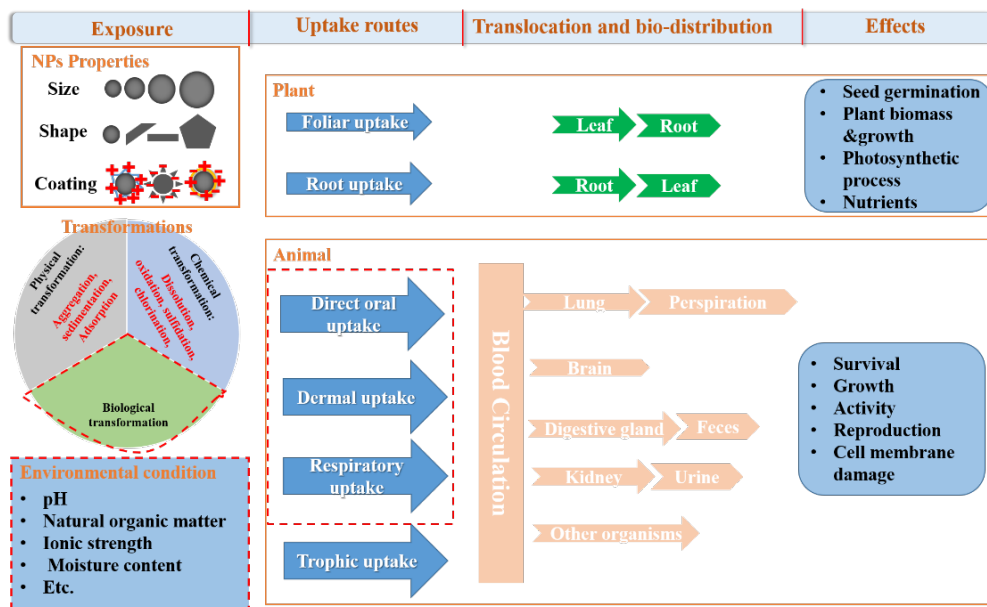 Exposure
Uptake routes
Translocation and bio-distribution
Effects
NPs Properties
Size
Shape
Coating
Transformations
Physical
transformation:
Aggregation,
sedimentation,
Adsorption
Chemical
transformation:
Dissolution,
oxidation, sulfidation,
chlorination,
Biological
transformation
Environmental condition
• pH
• Natural organic matter
• Ionic strength
• Moisture content
• Etc.
Plant
Foliar uptake
Leaf
Root
Root uptake
Root
Leaf
• Seed germination
• Plant biomass
&growth
• Photosynthetic
process
• Nutrients
Animal
Direct oral
uptake
Dermal uptake
Respiratory
uptake
Trophic uptake
Blood Circulation
Lung
Perspiration
Brain
Digestive gland
Feces
Kidney
Urine
Other organisms
• Survival
• Growth
• Activity
• Reproduction
• Cell membrane
damage